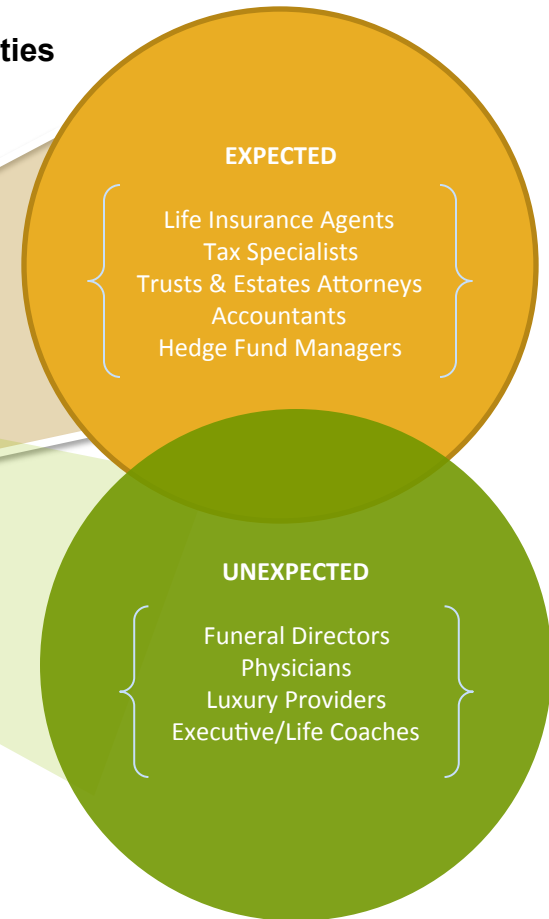 ties
EXPECTED
Life Insurance Agents
Tax Specialists
Trusts & Estates Attorneys
Accountants
Hedge Fund Managers
UNEXPECTED
Funeral Directors
Physicians
Luxury Providers
Executive/Life Coaches